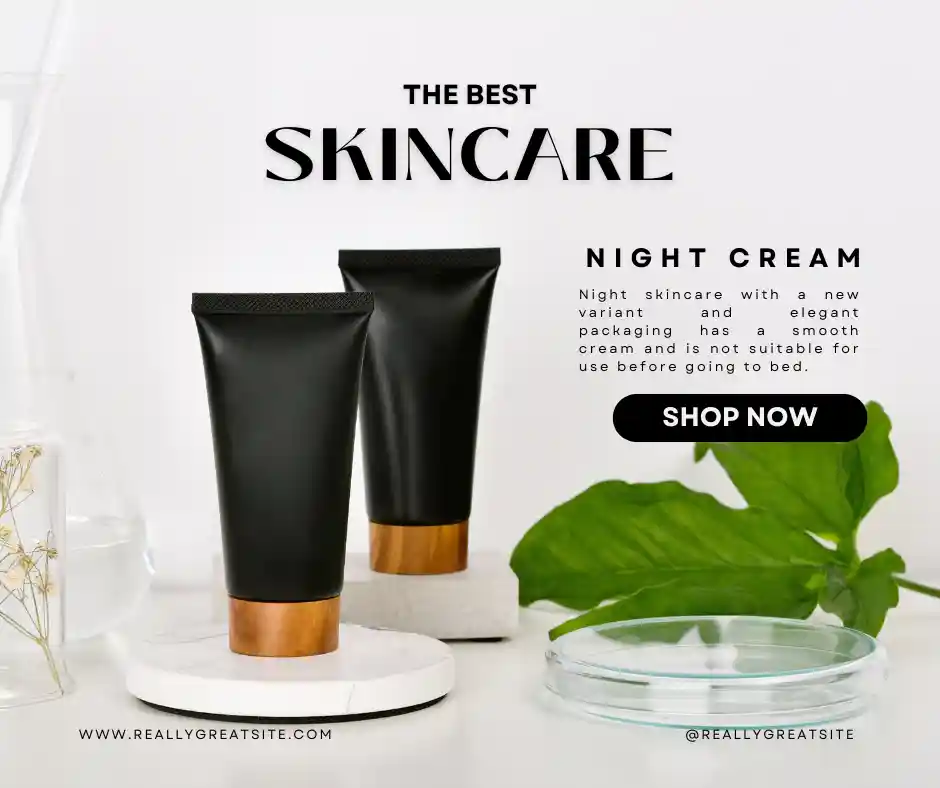 THE BEST
SKINCARE
NIGHT CREAM
Night skincare with a new
variant and elegant
packaging has a smooth
cream and is not suitable for
use before going to bed.
SHOP NOW
WWW.REALLYGREATSITE.COM
@REALLYGREATSITE